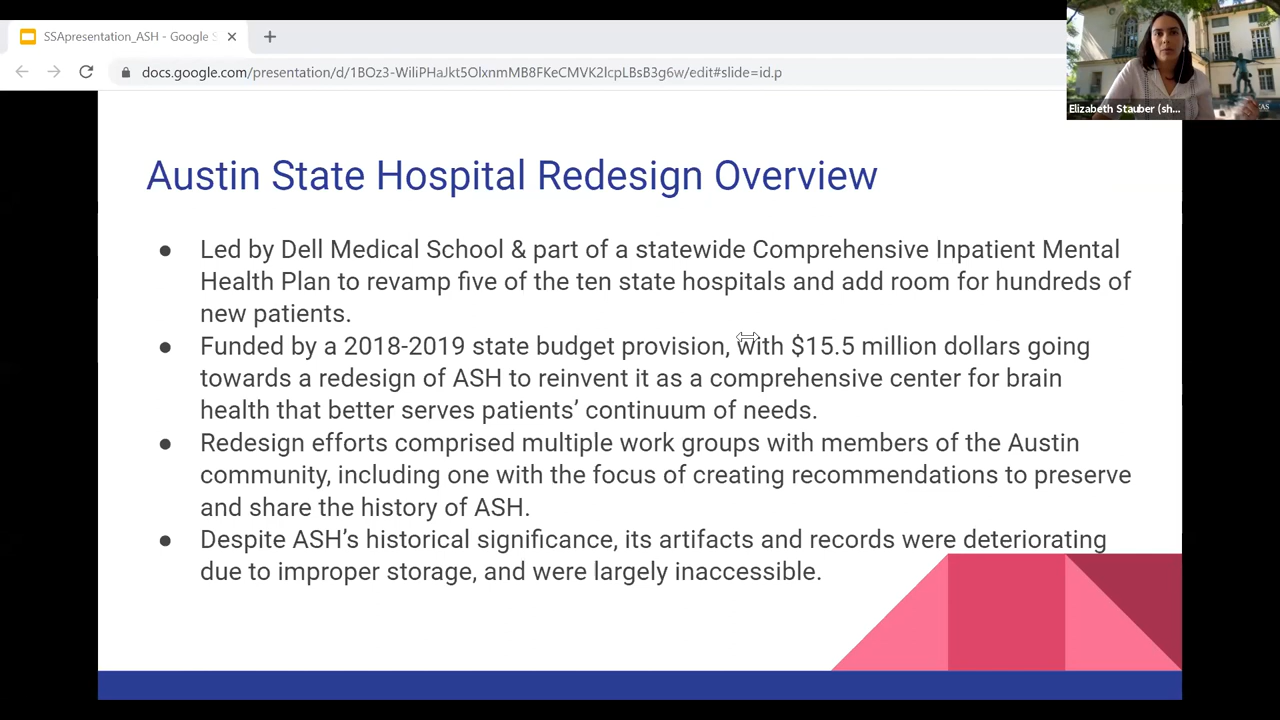 SSApresentation_ASH - Google S
docs.google.com/presentation/d/1BOz3-WiliPHaJkt5OlxnmMB8FKeCMVK2lcpLBsB3g6w/edit#slide=id.p
Elizabeth Stauber (sh...
Austin State Hospital Redesign Overview
● Led by Dell Medical School & part of a statewide Comprehensive Inpatient Mental
Health Plan to revamp five of the ten state hospitals and add room for hundreds of
new patients.
● Funded by a 2018-2019 state budget provision, with $15.5 million dollars going
towards a redesign of ASH to reinvent it as a comprehensive center for brain
health that better serves patients’ continuum of needs.
● Redesign efforts comprised multiple work groups with members of the Austin
community, including one with the focus of creating recommendations to preserve
and share the history of ASH.
● Despite ASH’s historical significance, its artifacts and records were deteriorating
due to improper storage, and were largely inaccessible.